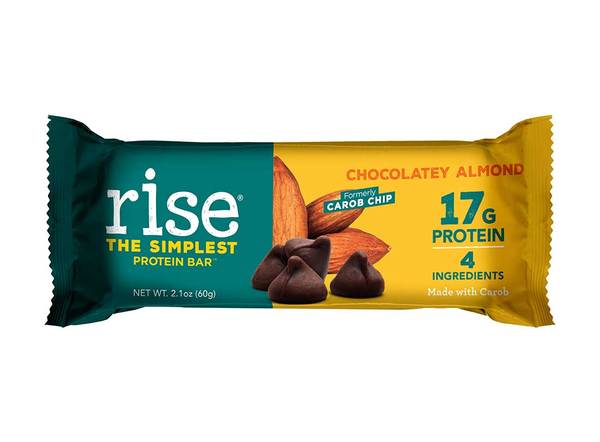 rise®
THE SIMPLEST
PROTEIN BAR™
NET WT. 2.1oz (60g)
CHOCOLATEY ALMOND
Formerly
CAROB CHIP
17G
PROTEIN
4
INGREDIENTS
Made with Carob